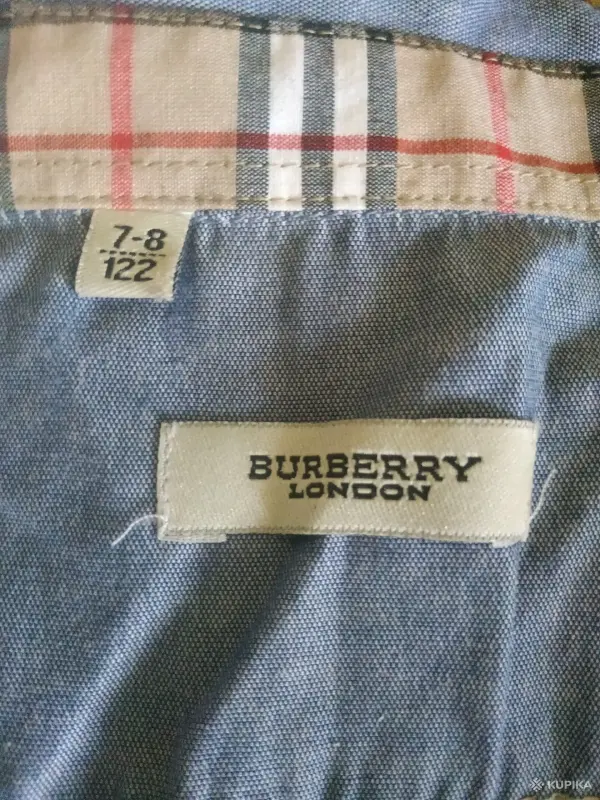 7-8
122
BURBERRY
LONDON
KUPIKA